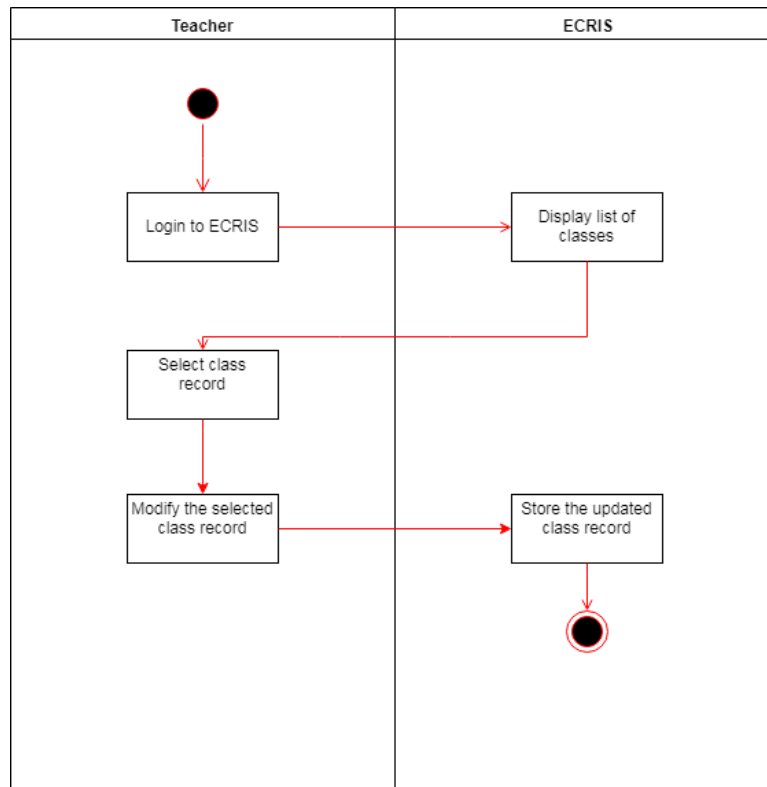 Teacher
ECRIS
Login to ECRIS
Display list of
classes
Select class
record
Modify the selected
class record
Store the updated
class record